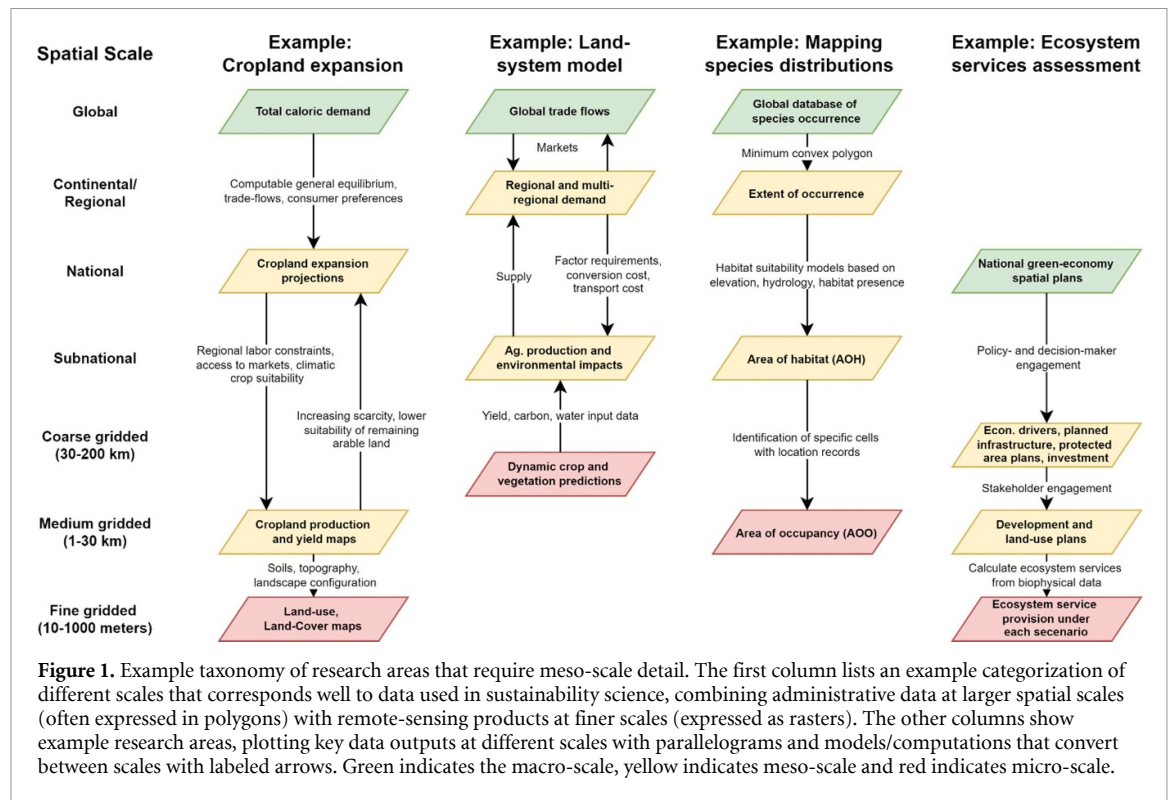 Spatial Scale
Example:
Cropland expansion
Example: Land-
system model
Example: Mapping
species distributions
Example: Ecosystem
services assessment
Global
Total caloric demand
Global trade flows
Global database of
species occurrence
Markets
Minimum convex polygon
Continental/
Regional
Computable general equilibrium,
trade-flows, consumer preferences
Regional and multi-
regional demand
Extent of occurrence
National
Cropland expansion
projections
Supply
Factor requirements,
conversion cost,
transport cost
Habitat suitability models based on
elevation, hydrology, habitat presence
National green-economy
spatial plans
Subnational
Regional labor constraints,
access to markets, climatic
crop suitability
Ag. production and
environmental impacts
Area of habitat (AOH)
Policy- and decision-maker
engagement
Increasing scarcity, lower
suitability of remaining
arable land
Yield, carbon, water input data
Coarse gridded
(30-200 km)
Dynamic crop and
vegetation predictions
Identification of specific cells
with location records
Econ. drivers, planned
infrastructure, protected
area plans, investment
Stakeholder engagement
Medium gridded
(1-30 km)
Cropland production
and yield maps
Area of occupancy (AOO)
Development and
land-use plans
Soils, topography,
landscape configuration
Calculate ecosystem services
from biophysical data
Fine gridded
(10-1000 meters)
Land-use,
Land-Cover maps
Ecosystem service
provision under
each secenario
Figure 1. Example taxonomy of research areas that require meso-scale detail. The first column lists an example categorization of
different scales that corresponds well to data used in sustainability science, combining administrative data at larger spatial scales
(often expressed in polygons) with remote-sensing products at finer scales (expressed as rasters). The other columns show
example research areas, plotting key data outputs at different scales with parallelograms and models/computations that convert
between scales with labeled arrows. Green indicates the macro-scale, yellow indicates meso-scale and red indicates micro-scale.